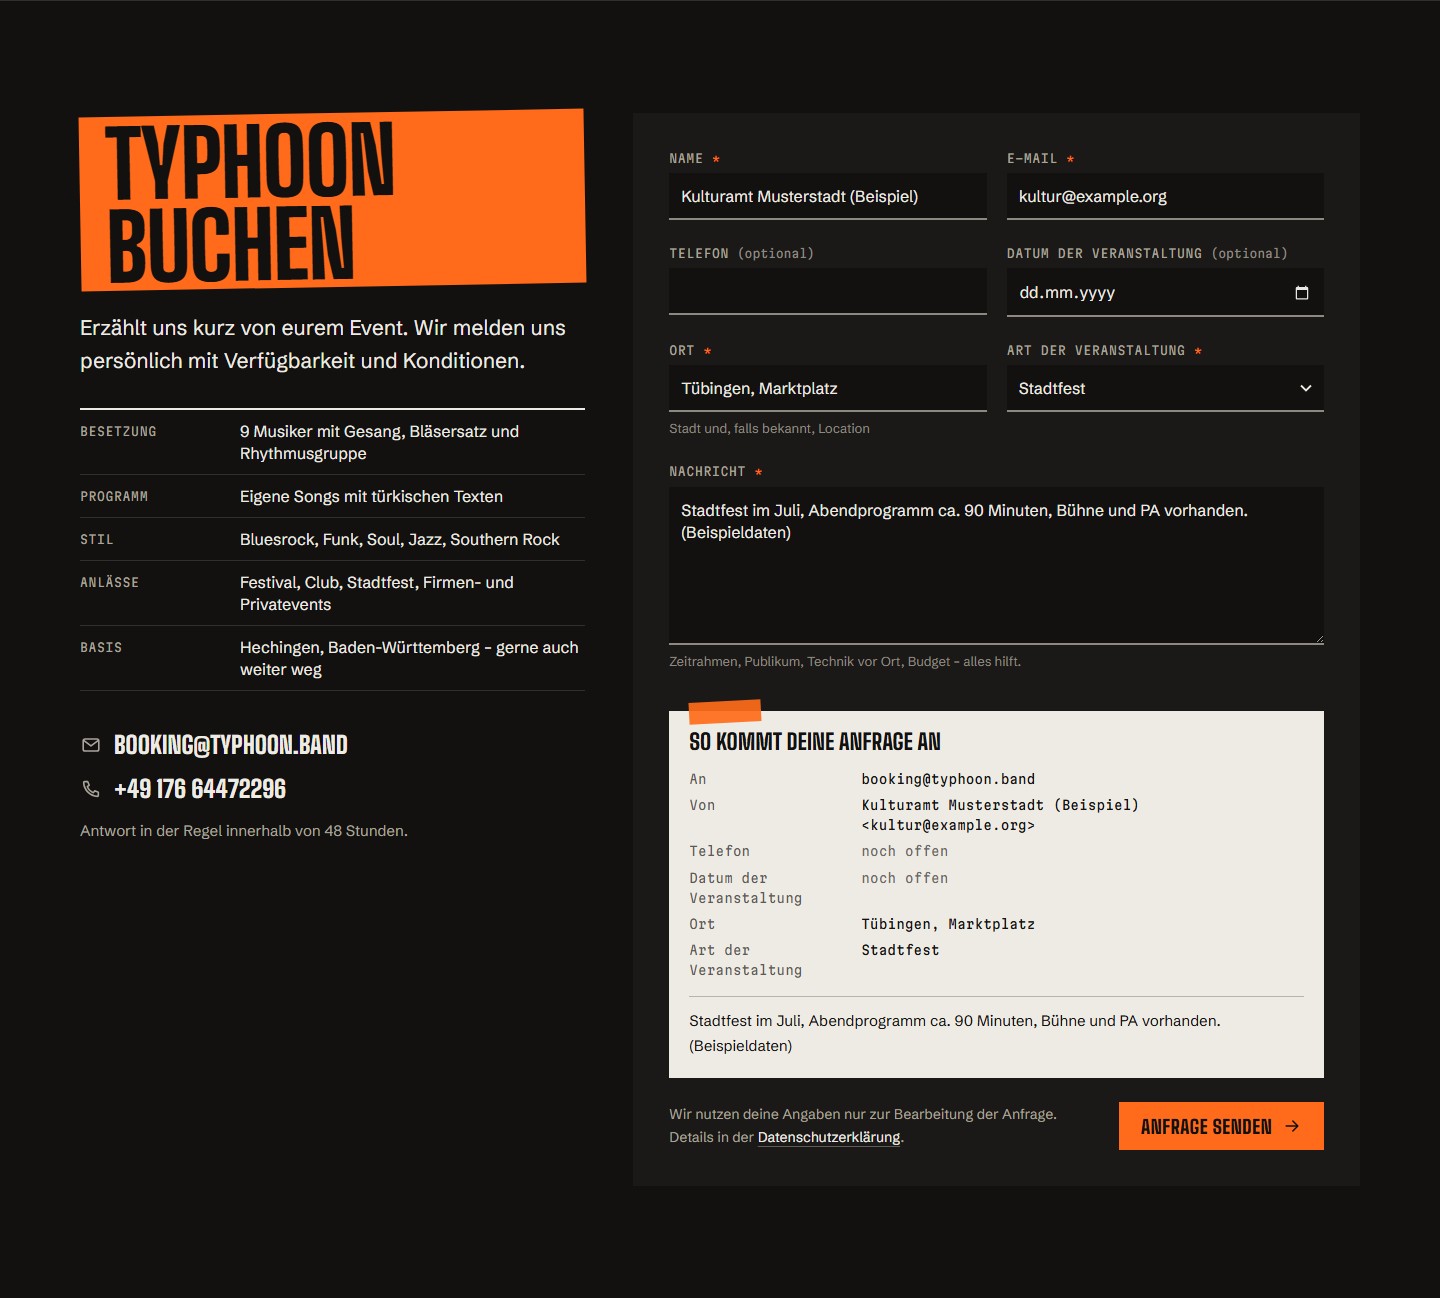 TYPHOON
BUCHEN
Erzählt uns kurz von eurem Event. Wir melden uns
persönlich mit Verfügbarkeit und Konditionen.
BESETZUNG 9 Musiker mit Gesang, Bläsersatz und
Rhythmusgruppe
PROGRAMM Eigene Songs mit türkischen Texten
STIL Bluesrock, Funk, Soul, Jazz, Southern Rock
ANLÄSSE Festival, Club, Stadtfest, Firmen- und
Privatevents
BASIS Hechingen, Baden-Württemberg – gerne auch
weiter weg
BOOKING@TYPHOON.BAND
+49 176 64472296
Antwort in der Regel innerhalb von 48 Stunden.
NAME * E-MAIL *
Kulturamt Musterstadt (Beispiel) kultur@example.org
TELEFON (optional) DATUM DER VERANSTALTUNG (optional)
dd.mm.yyyy
ORT * ART DER VERANSTALTUNG *
Tübingen, Marktplatz Stadtfest
Stadt und, falls bekannt, Location
NACHRICHT *
Stadtfest im Juli, Abendprogramm ca. 90 Minuten, Bühne und PA vorhanden.
(Beispieldaten)
Zeitrahmen, Publikum, Technik vor Ort, Budget – alles hilft.
SO KOMMT DEINE ANFRAGE AN
An booking@typhoon.band
Von Kulturamt Musterstadt (Beispiel)
<kultur@example.org>
Telefon noch offen
Datum der noch offen
Veranstaltung
Ort Tübingen, Marktplatz
Art der Stadtfest
Veranstaltung
Stadtfest im Juli, Abendprogramm ca. 90 Minuten, Bühne und PA vorhanden.
(Beispieldaten)
Wir nutzen deine Angaben nur zur Bearbeitung der Anfrage.
Details in der Datenschutzerklärung.
ANFRAGE SENDEN →